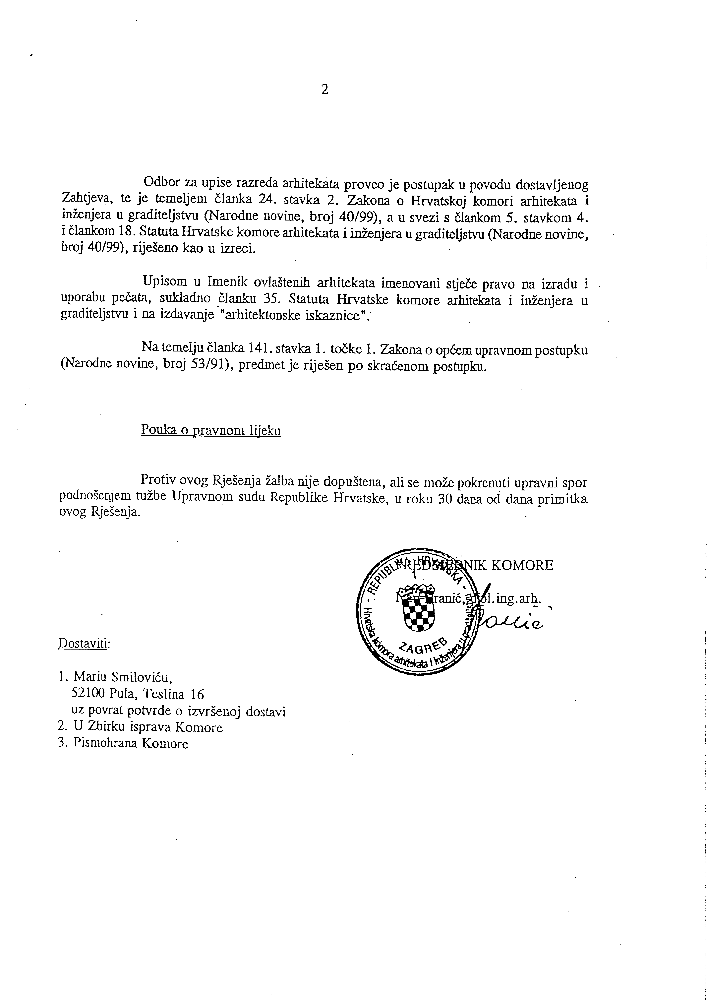 2
Odbor za upise razreda arhitekata proveo je postupak u povodu dostavljenog
Zahtjeva, te je temeljem članka 24. stavka 2. Zakona o Hrvatskoj komori arhitekata i
inženjera u graditeljstvu (Narodne novine, broj 40/99), a u svezi s člankom 5. stavkom 4.
i člankom 18. Statuta Hrvatske komore arhitekata i inženjera u graditeljstvu (Narodne novine,
broj 40/99), riješeno kao u izreci.
Upisom u Imenik ovlaštenih arhitekata imenovani stječe pravo na izradu i
uporabu pečata, sukladno članku 35. Statuta Hrvatske komore arhitekata i inženjera u
graditeljstvu i na izdavanje "arhitektonske iskaznice".
Na temelju članka 141. stavka 1. točke 1. Zakona o općem upravnom postupku
(Narodne novine, broj 53/91), predmet je riješen po skraćenom postupku.
Pouka o pravnom lijeku
Protiv ovog Rješenja žalba nije dopuštena, ali se može pokrenuti upravni spor
podnošenjem tužbe Upravnom sudu Republike Hrvatske, u roku 30 dana od dana primitka
ovog Rješenja.
PREDSJEDNIK KOMORE
dipl.ing.arh.
REPUBLIKA HRVATSKA
Hrvatska komora arhitekata i inženjera u graditeljstvu
1
ZAGREB
Dostaviti:
1. Mariu Smiloviću,
52100 Pula, Teslina 16
uz povrat potvrde o izvršenoj dostavi
2. U Zbirku isprava Komore
3. Pismohrana Komore